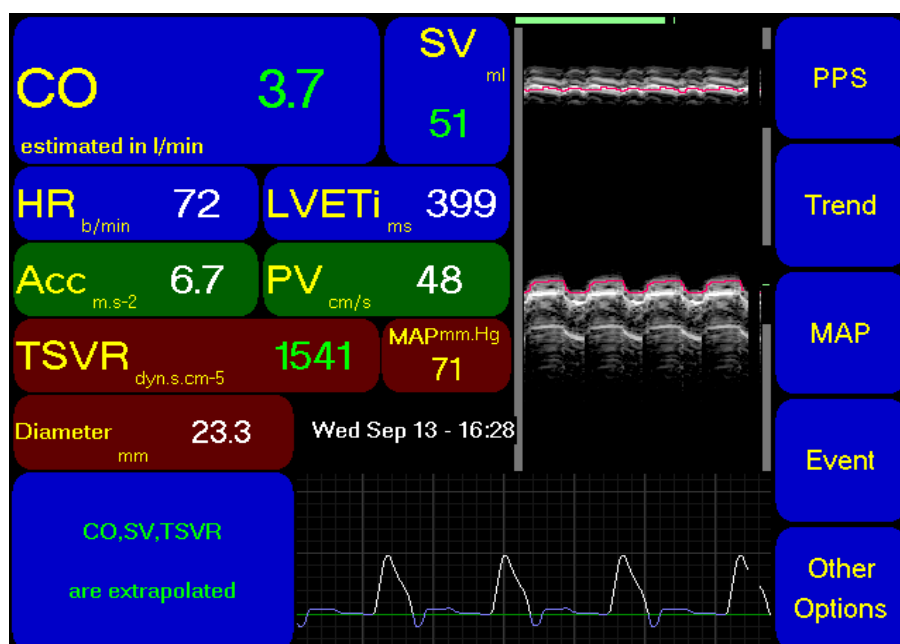 CO 3.7
estimated in l/min
SV
ml
51
HR b/min 72
LVETi ms 399
Acc m.s-2 6.7
PV cm/s 48
TSVR dyn.s.cm-5 1541
MAPmm.Hg
71
Diameter mm 23.3
Wed Sep 13 - 16:28
CO,SV,TSVR
are extrapolated
PPS
Trend
MAP
Event
Other
Options